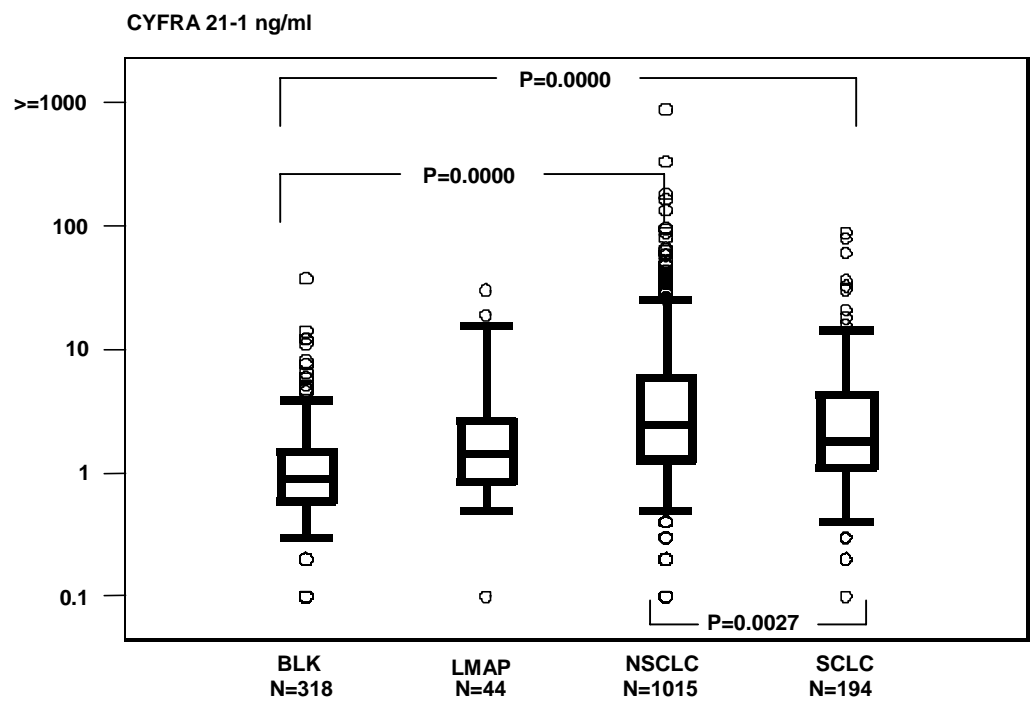 CYFRA 21-1 ng/ml
P=0.0000
>=1000
P=0.0000
100
10
1
0.1
P=0.0027
BLK LMAP NSCLC SCLC
N=318 N=44 N=1015 N=194